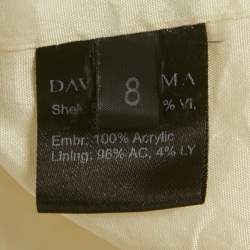 DAV MA
8
Shel % VI,
Embr: 100% Acrylic
Lining: 96% AC, 4% LY